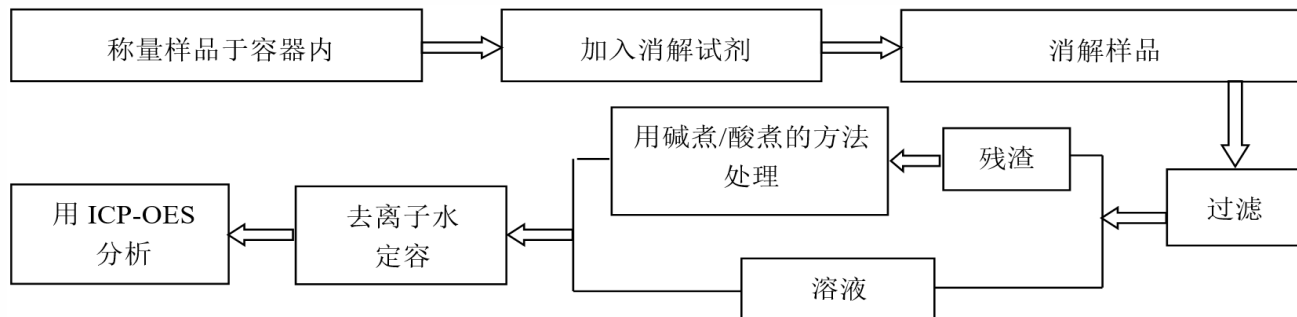 称量样品于容器内
加入消解试剂
消解样品
过滤
残渣
用碱煮/酸煮的方法
处理
溶液
去离子水
定容
用 ICP-OES
分析